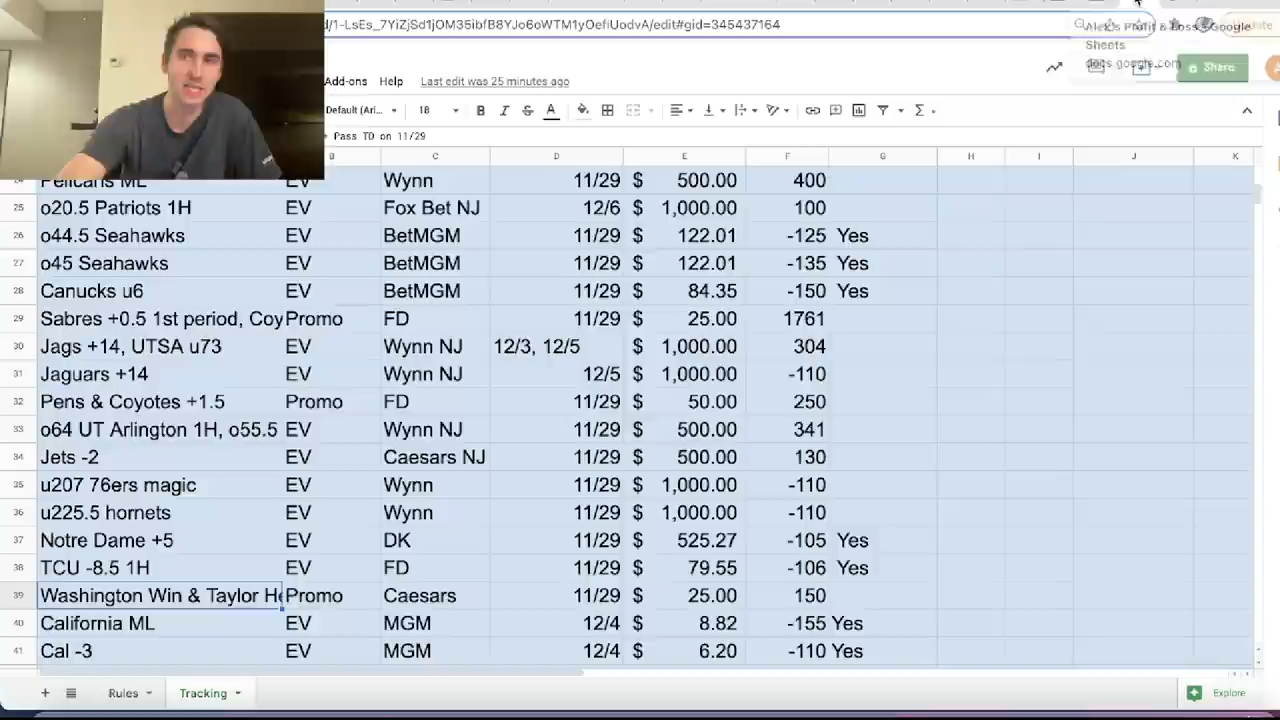 d/1-LsEs_7YiZjSd1jOM35ibfB8YJo6oWTM1yOefiUodvA/edit#gid=345437164
Alex's Profit & Loss - Google
Sheets
docs.google.com
Add-ons Help Last edit was 25 minutes ago
Share
Default (Ari... 18 B I S A
Pass TD on 11/29
B C D E F G H I J K
24 Pelicans ML EV Wynn 11/29 $ 500.00 400
25 o20.5 Patriots 1H EV Fox Bet NJ 12/6 $ 1,000.00 100
26 o44.5 Seahawks EV BetMGM 11/29 $ 122.01 -125 Yes
27 o45 Seahawks EV BetMGM 11/29 $ 122.01 -135 Yes
28 Canucks u6 EV BetMGM 11/29 $ 84.35 -150 Yes
29 Sabres +0.5 1st period, Coy Promo FD 11/29 $ 25.00 1761
30 Jags +14, UTSA u73 EV Wynn NJ 12/3, 12/5 $ 1,000.00 304
31 Jaguars +14 EV Wynn NJ 12/5 $ 1,000.00 -110
32 Pens & Coyotes +1.5 Promo FD 11/29 $ 50.00 250
33 o64 UT Arlington 1H, o55.5 EV Wynn NJ 11/29 $ 500.00 341
34 Jets -2 EV Caesars NJ 11/29 $ 500.00 130
35 u207 76ers magic EV Wynn 11/29 $ 1,000.00 -110
36 u225.5 hornets EV Wynn 11/29 $ 1,000.00 -110
37 Notre Dame +5 EV DK 11/29 $ 525.27 -105 Yes
38 TCU -8.5 1H EV FD 11/29 $ 79.55 -106 Yes
39 Washington Win & Taylor He Promo Caesars 11/29 $ 25.00 150
40 California ML EV MGM 12/4 $ 8.82 -155 Yes
41 Cal -3 EV MGM 12/4 $ 6.20 -110 Yes
Rules Tracking Explore